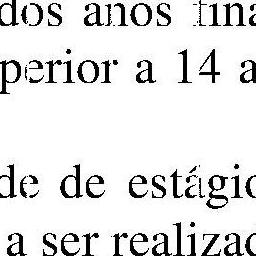 dos anos fina
perior a 14 a
de de estágio
a ser realizad